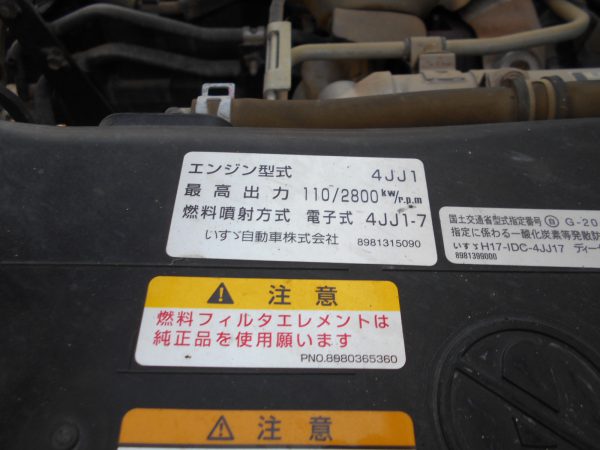 エンジン型式 4JJ1
最高出力 110/2800 kw/r.p.m
燃料噴射方式 電子式 4JJ1-7
いすゞ自動車株式会社 8981315090
国土交通省型式指定番号 G-20
指定に係わる一酸化炭素等発散防
いすゞH17-IDC-4JJ17 ディーゼ
8981399000
⚠ 注意
燃料フィルタエレメントは
純正品を使用願います
PNO.8980365360
⚠ 注意